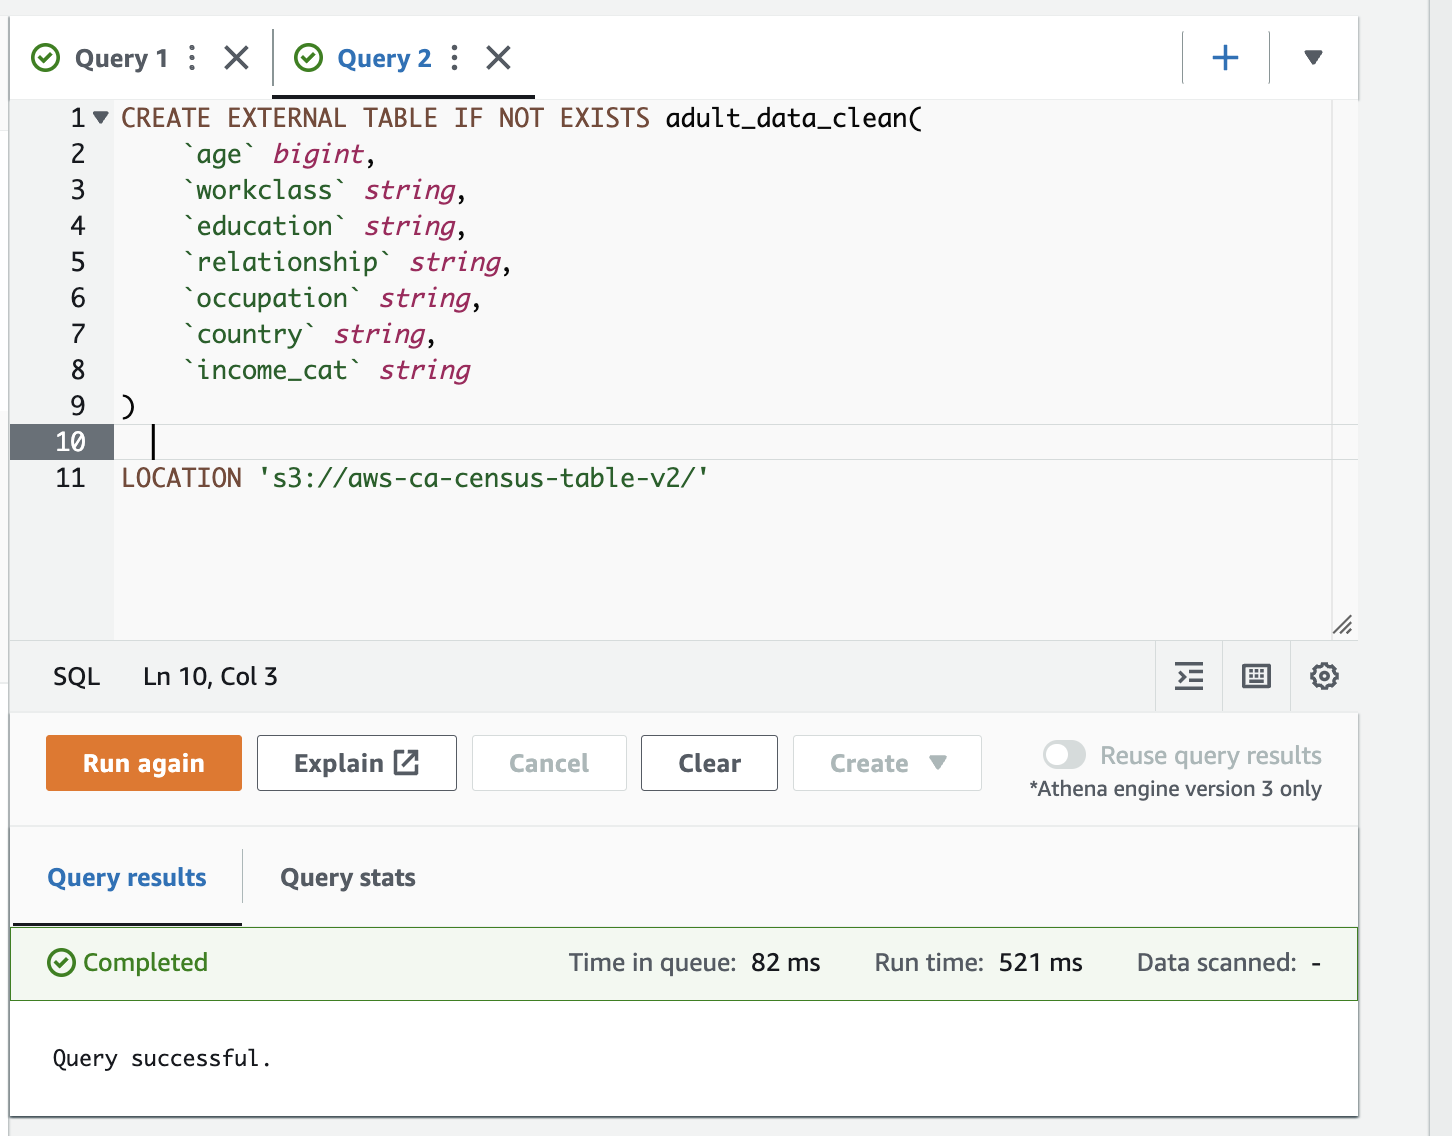 Query 1
Query 2
1 CREATE EXTERNAL TABLE IF NOT EXISTS adult_data_clean(
2 `age` bigint,
3 `workclass` string,
4 `education` string,
5 `relationship` string,
6 `occupation` string,
7 `country` string,
8 `income_cat` string
9 )
10
11 LOCATION 's3://aws-ca-census-table-v2/'
SQL Ln 10, Col 3
Run again Explain Cancel Clear Create Reuse query results
*Athena engine version 3 only
Query results Query stats
Completed Time in queue: 82 ms Run time: 521 ms Data scanned: -
Query successful.